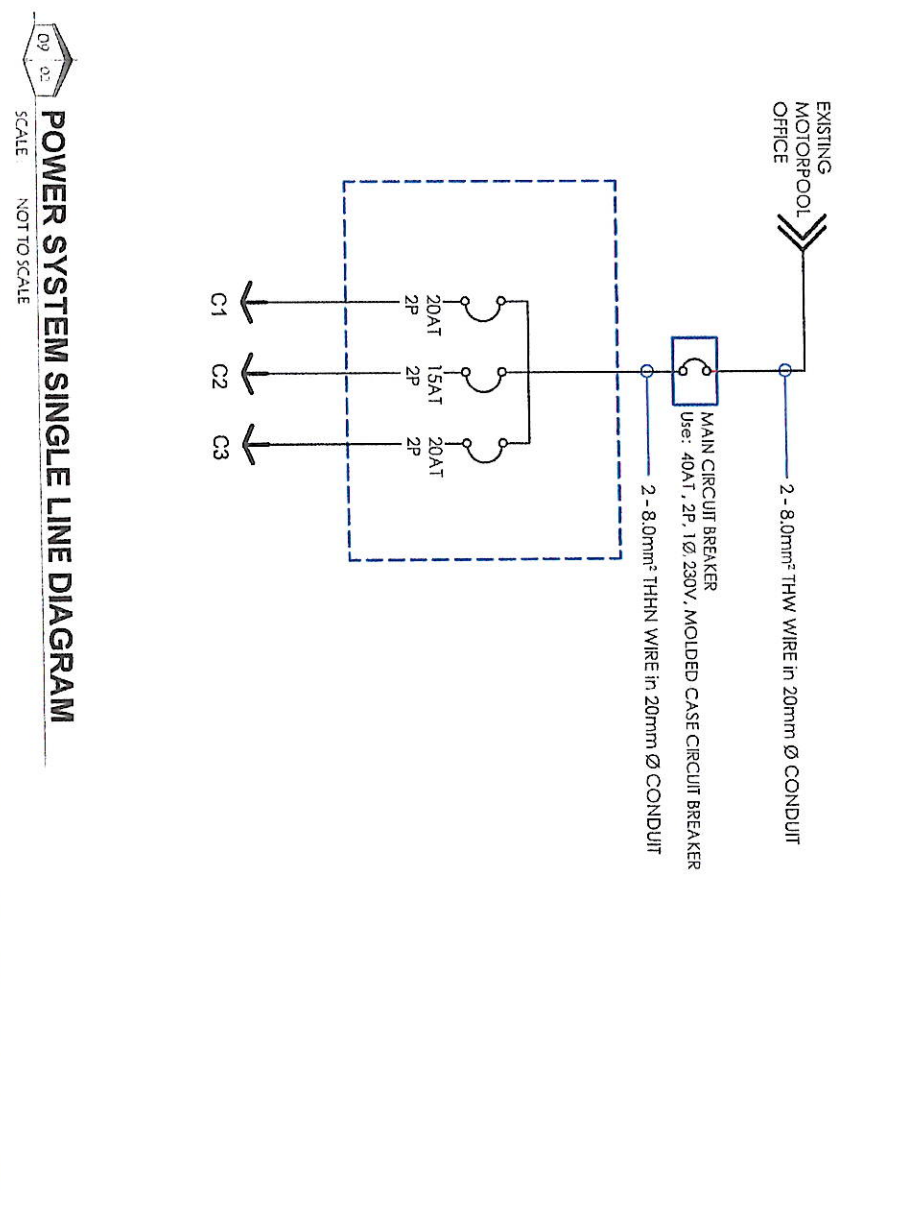 EXISTING
MOTORPOOL
OFFICE
2 - 8.0mm² THW WIRE in 20mm Ø CONDUIT
MAIN CIRCUIT BREAKER
Use: 40AT , 2P, 1Ø, 230V, MOLDED CASE CIRCUIT BREAKER
2 - 8.0mm² THHN WIRE in 20mm Ø CONDUIT
20AT
2P
15AT
2P
20AT
2P
C1
C2
C3
09 02
POWER SYSTEM SINGLE LINE DIAGRAM
SCALE NOT TO SCALE